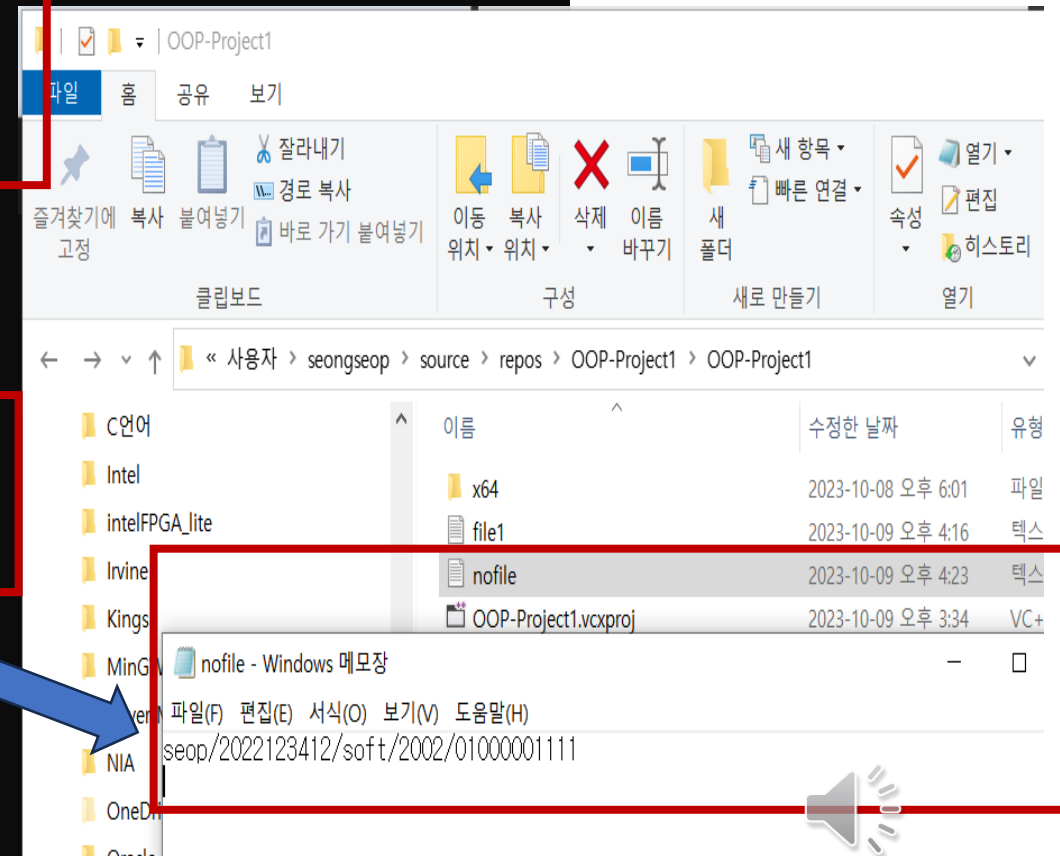 OOP-Project1
파일 홈 공유 보기
잘라내기
경로 복사
바로 가기 붙여넣기
즐겨찾기에 고정
복사
붙여넣기
클립보드
이동 위치
복사 위치
삭제
이름 바꾸기
구성
새 폴더
새 항목
빠른 연결
새로 만들기
속성
열기
편집
히스토리
열기
« 사용자 > seongseop > source > repos > OOP-Project1 > OOP-Project1
C언어
Intel
intelFPGA_lite
Irvine
Kings
MinGW
NIA
OneDri
Oracle
이름 수정한 날짜 유형
x64 2023-10-08 오후 6:01 파일
file1 2023-10-09 오후 4:16 텍스
nofile 2023-10-09 오후 4:23 텍스
OOP-Project1.vcxproj 2023-10-09 오후 3:34 VC+
nofile - Windows 메모장
파일(F) 편집(E) 서식(O) 보기(V) 도움말(H)
seop/2022123412/soft/2002/01000001111